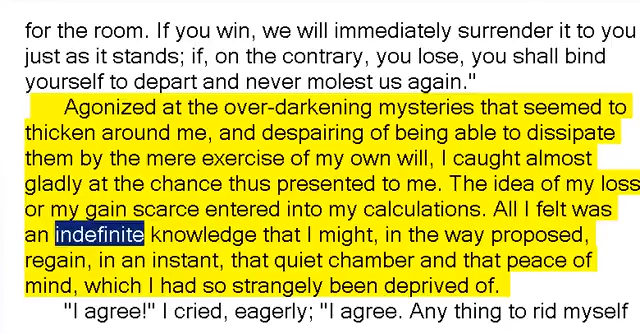 for the room. If you win, we will immediately surrender it to you
just as it stands; if, on the contrary, you lose, you shall bind
yourself to depart and never molest us again."
Agonized at the over-darkening mysteries that seemed to
thicken around me, and despairing of being able to dissipate
them by the mere exercise of my own will, I caught almost
gladly at the chance thus presented to me. The idea of my loss
or my gain scarce entered into my calculations. All I felt was
an indefinite knowledge that I might, in the way proposed,
regain, in an instant, that quiet chamber and that peace of
mind, which I had so strangely been deprived of.
"I agree!" I cried, eagerly; "I agree. Any thing to rid myself